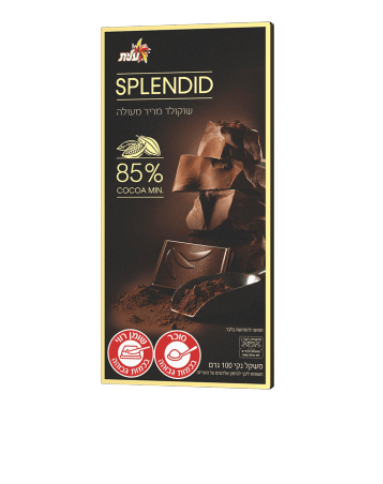 עלית
SPLENDID
שוקולד מריר מעולה
85%
COCOA MIN.
שומן רווי
בכמות גבוהה
סוכר
בכמות גבוהה
משקל נקי 100 גרם